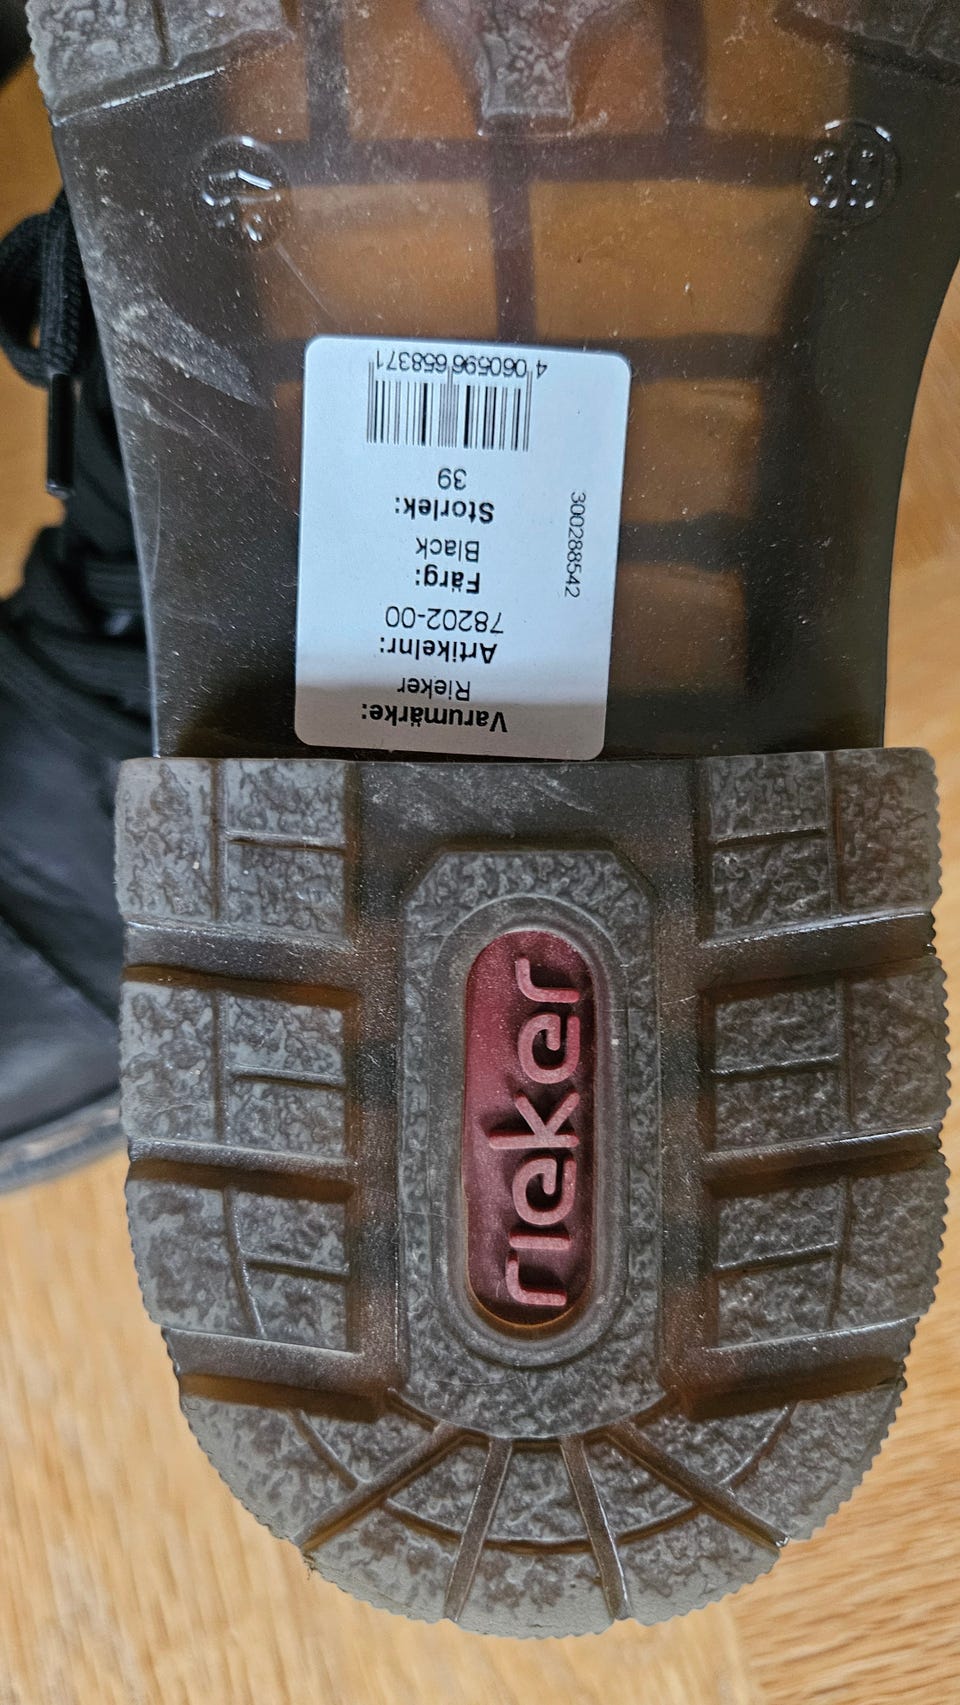 Varumärke:
Rieker
Artikelnr:
78202-00
Färg:
Black
Storlek:
39
4 060596 658371
300288542
rieker
39